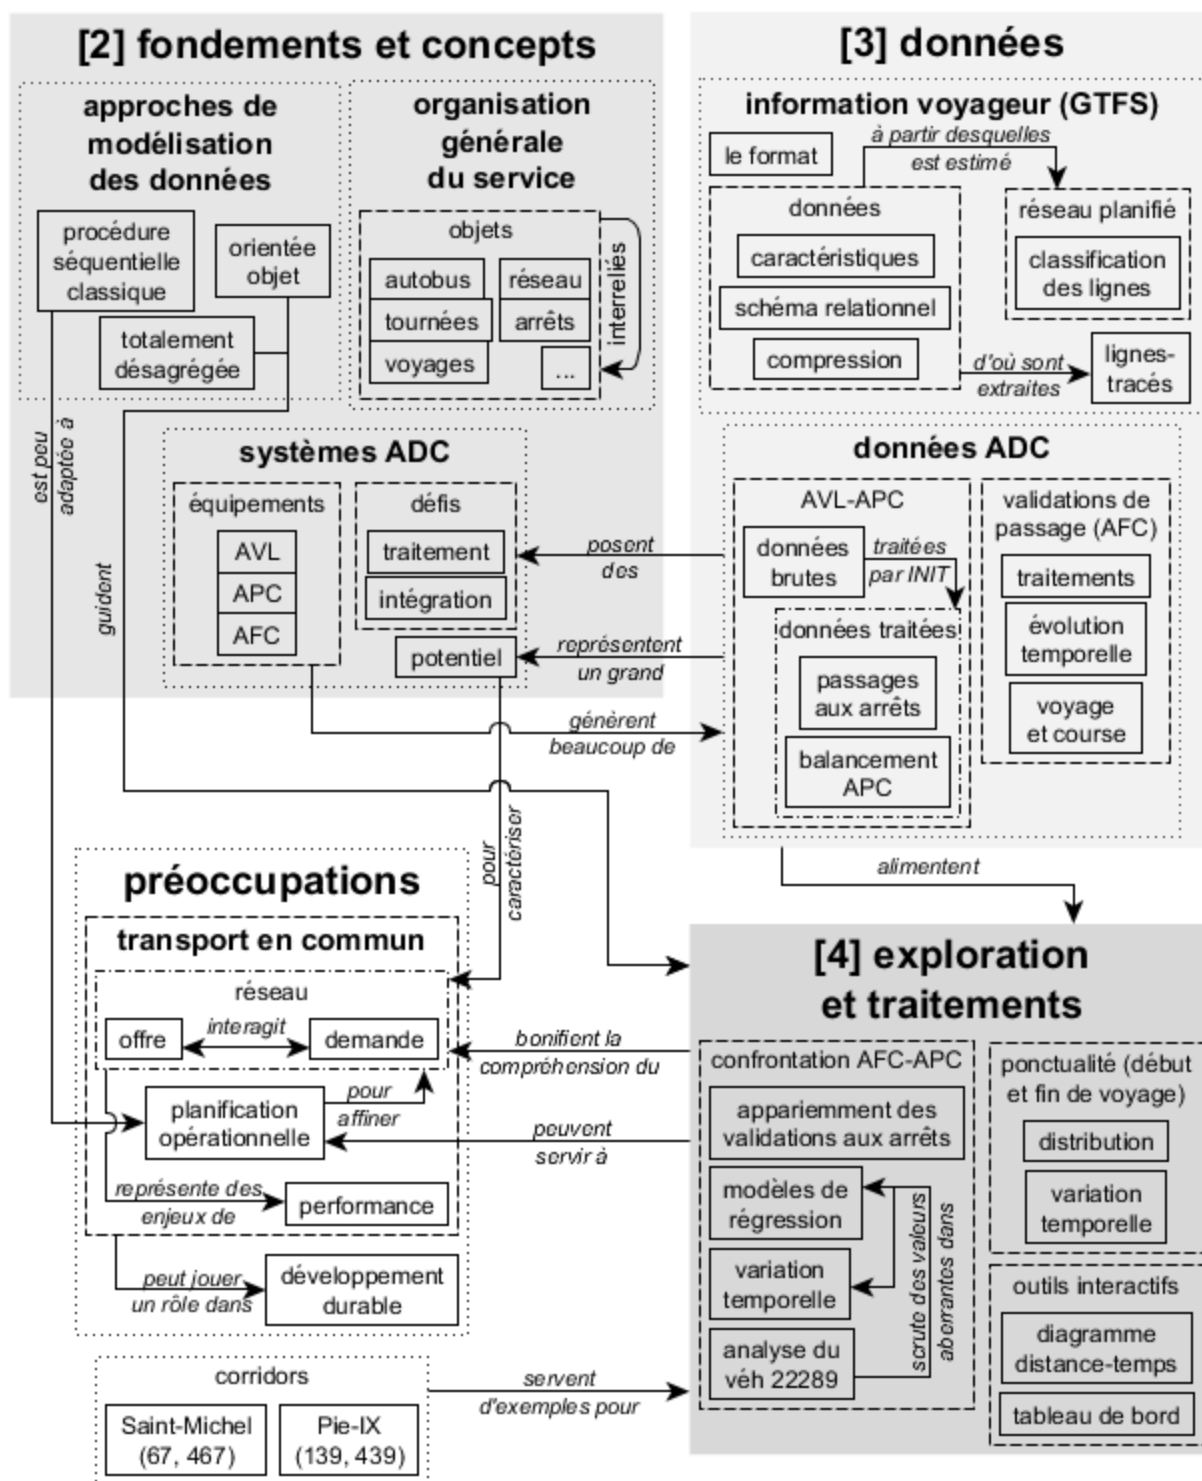 [2] fondements et concepts
approches de
modélisation
des données
procédure
séquentielle
classique
orientée
objet
totalement
désagrégée
organisation
générale
du service
objets
autobus
réseau
tournées
arrêts
voyages
...
interreliés
est peu
adaptée à
guident
systèmes ADC
équipements
AVL
APC
AFC
défis
traitement
intégration
potentiel
[3] données
information voyageur (GTFS)
le format
à partir desquelles
est estimé
données
caractéristiques
schéma relationnel
compression
réseau planifié
classification
des lignes
d'où sont
extraites
lignes-
tracés
données ADC
AVL-APC
données
brutes
traitées
par INIT
données traitées
passages
aux arrêts
balancement
APC
validations de
passage (AFC)
traitements
évolution
temporelle
voyage
et course
posent
des
représentent
un grand
génèrent
beaucoup de
pour
caractériser
alimentent
préoccupations
transport en commun
réseau
offre
interagit
demande
planification
opérationnelle
pour
affiner
représente des
enjeux de
performance
peut jouer
un rôle dans
développement
durable
bonifient la
compréhension du
peuvent
servir à
[4] exploration
et traitements
confrontation AFC-APC
appariemment des
validations aux arrêts
modèles de
régression
variation
temporelle
analyse du
véh 22289
scrute des valeurs
aberrantes dans
ponctualité (début
et fin de voyage)
distribution
variation
temporelle
outils interactifs
diagramme
distance-temps
tableau de bord
corridors
Saint-Michel
(67, 467)
Pie-IX
(139, 439)
servent
d'exemples pour